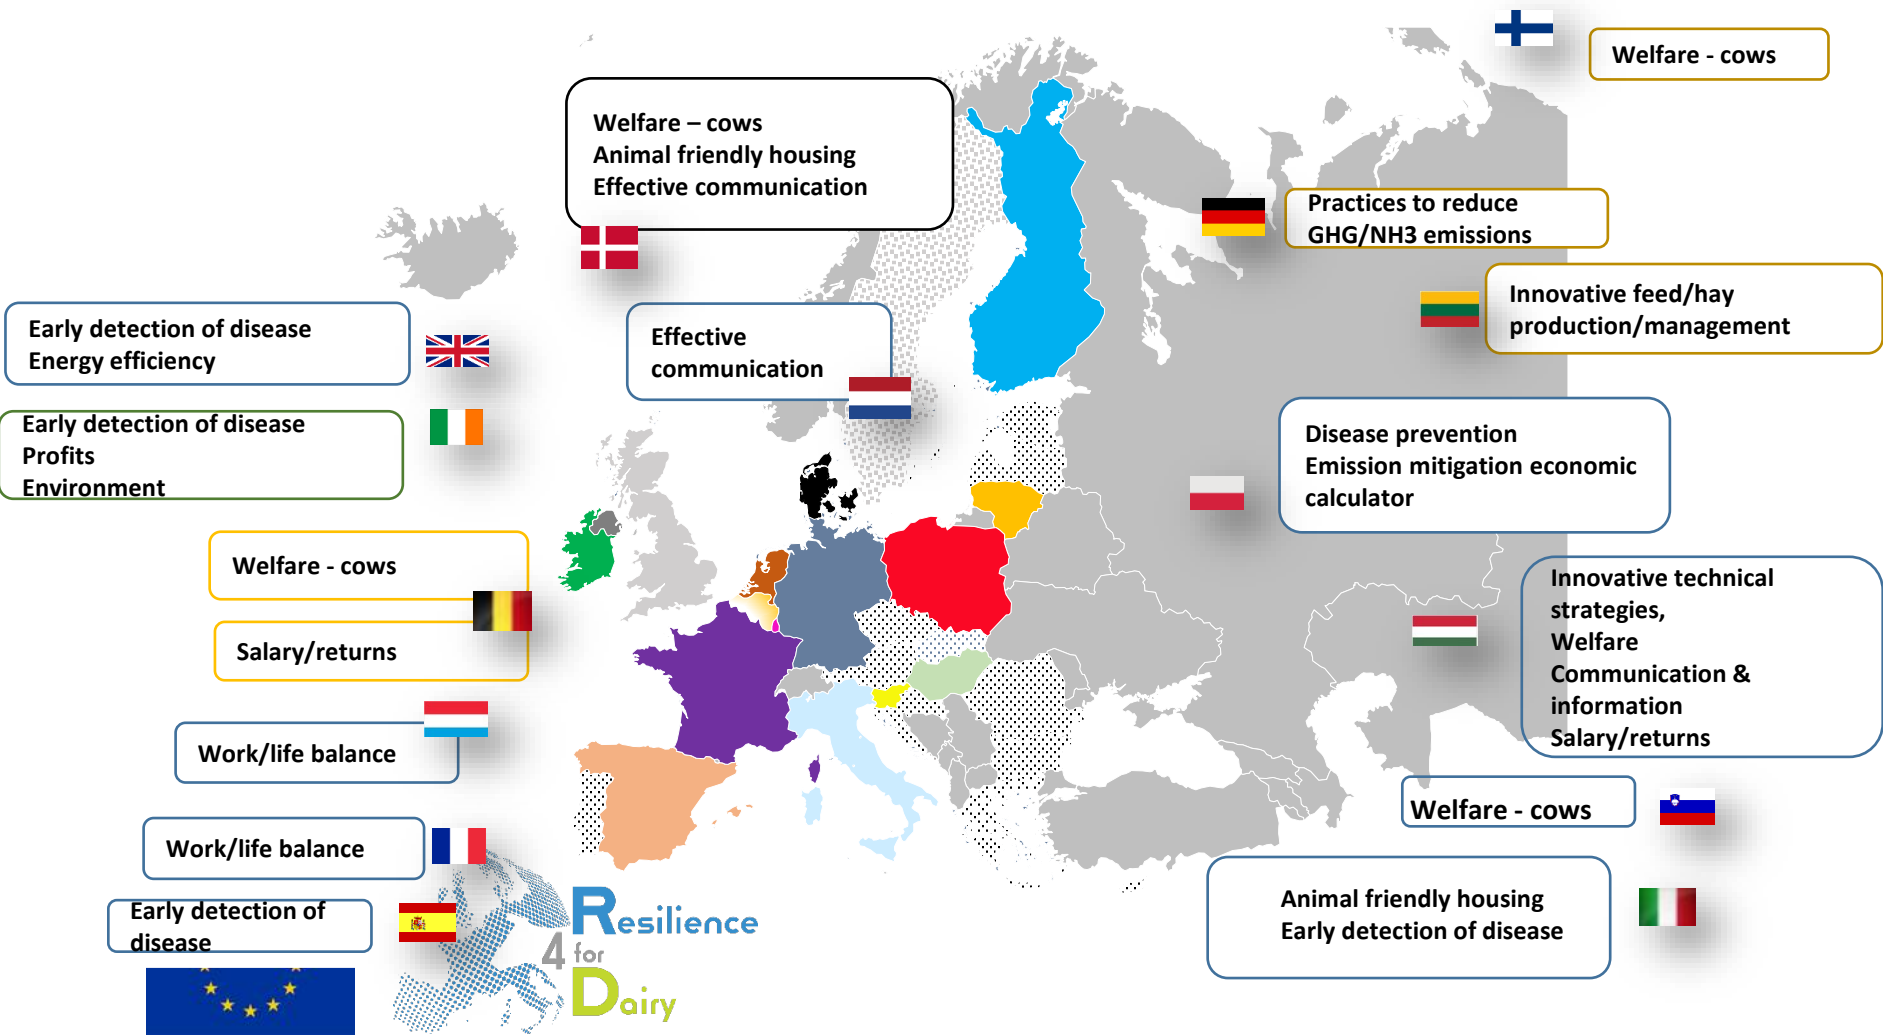 Welfare - cows
Welfare – cows
Animal friendly housing
Effective communication
Practices to reduce
GHG/NH3 emissions
Innovative feed/hay
production/management
Early detection of disease
Energy efficiency
Effective
communication
Early detection of disease
Profits
Environment
Disease prevention
Emission mitigation economic
calculator
Welfare - cows
Salary/returns
Innovative technical
strategies,
Welfare
Communication &
information
Salary/returns
Work/life balance
Welfare - cows
Work/life balance
Early detection of
disease
Animal friendly housing
Early detection of disease
Resilience
4 for
Dairy